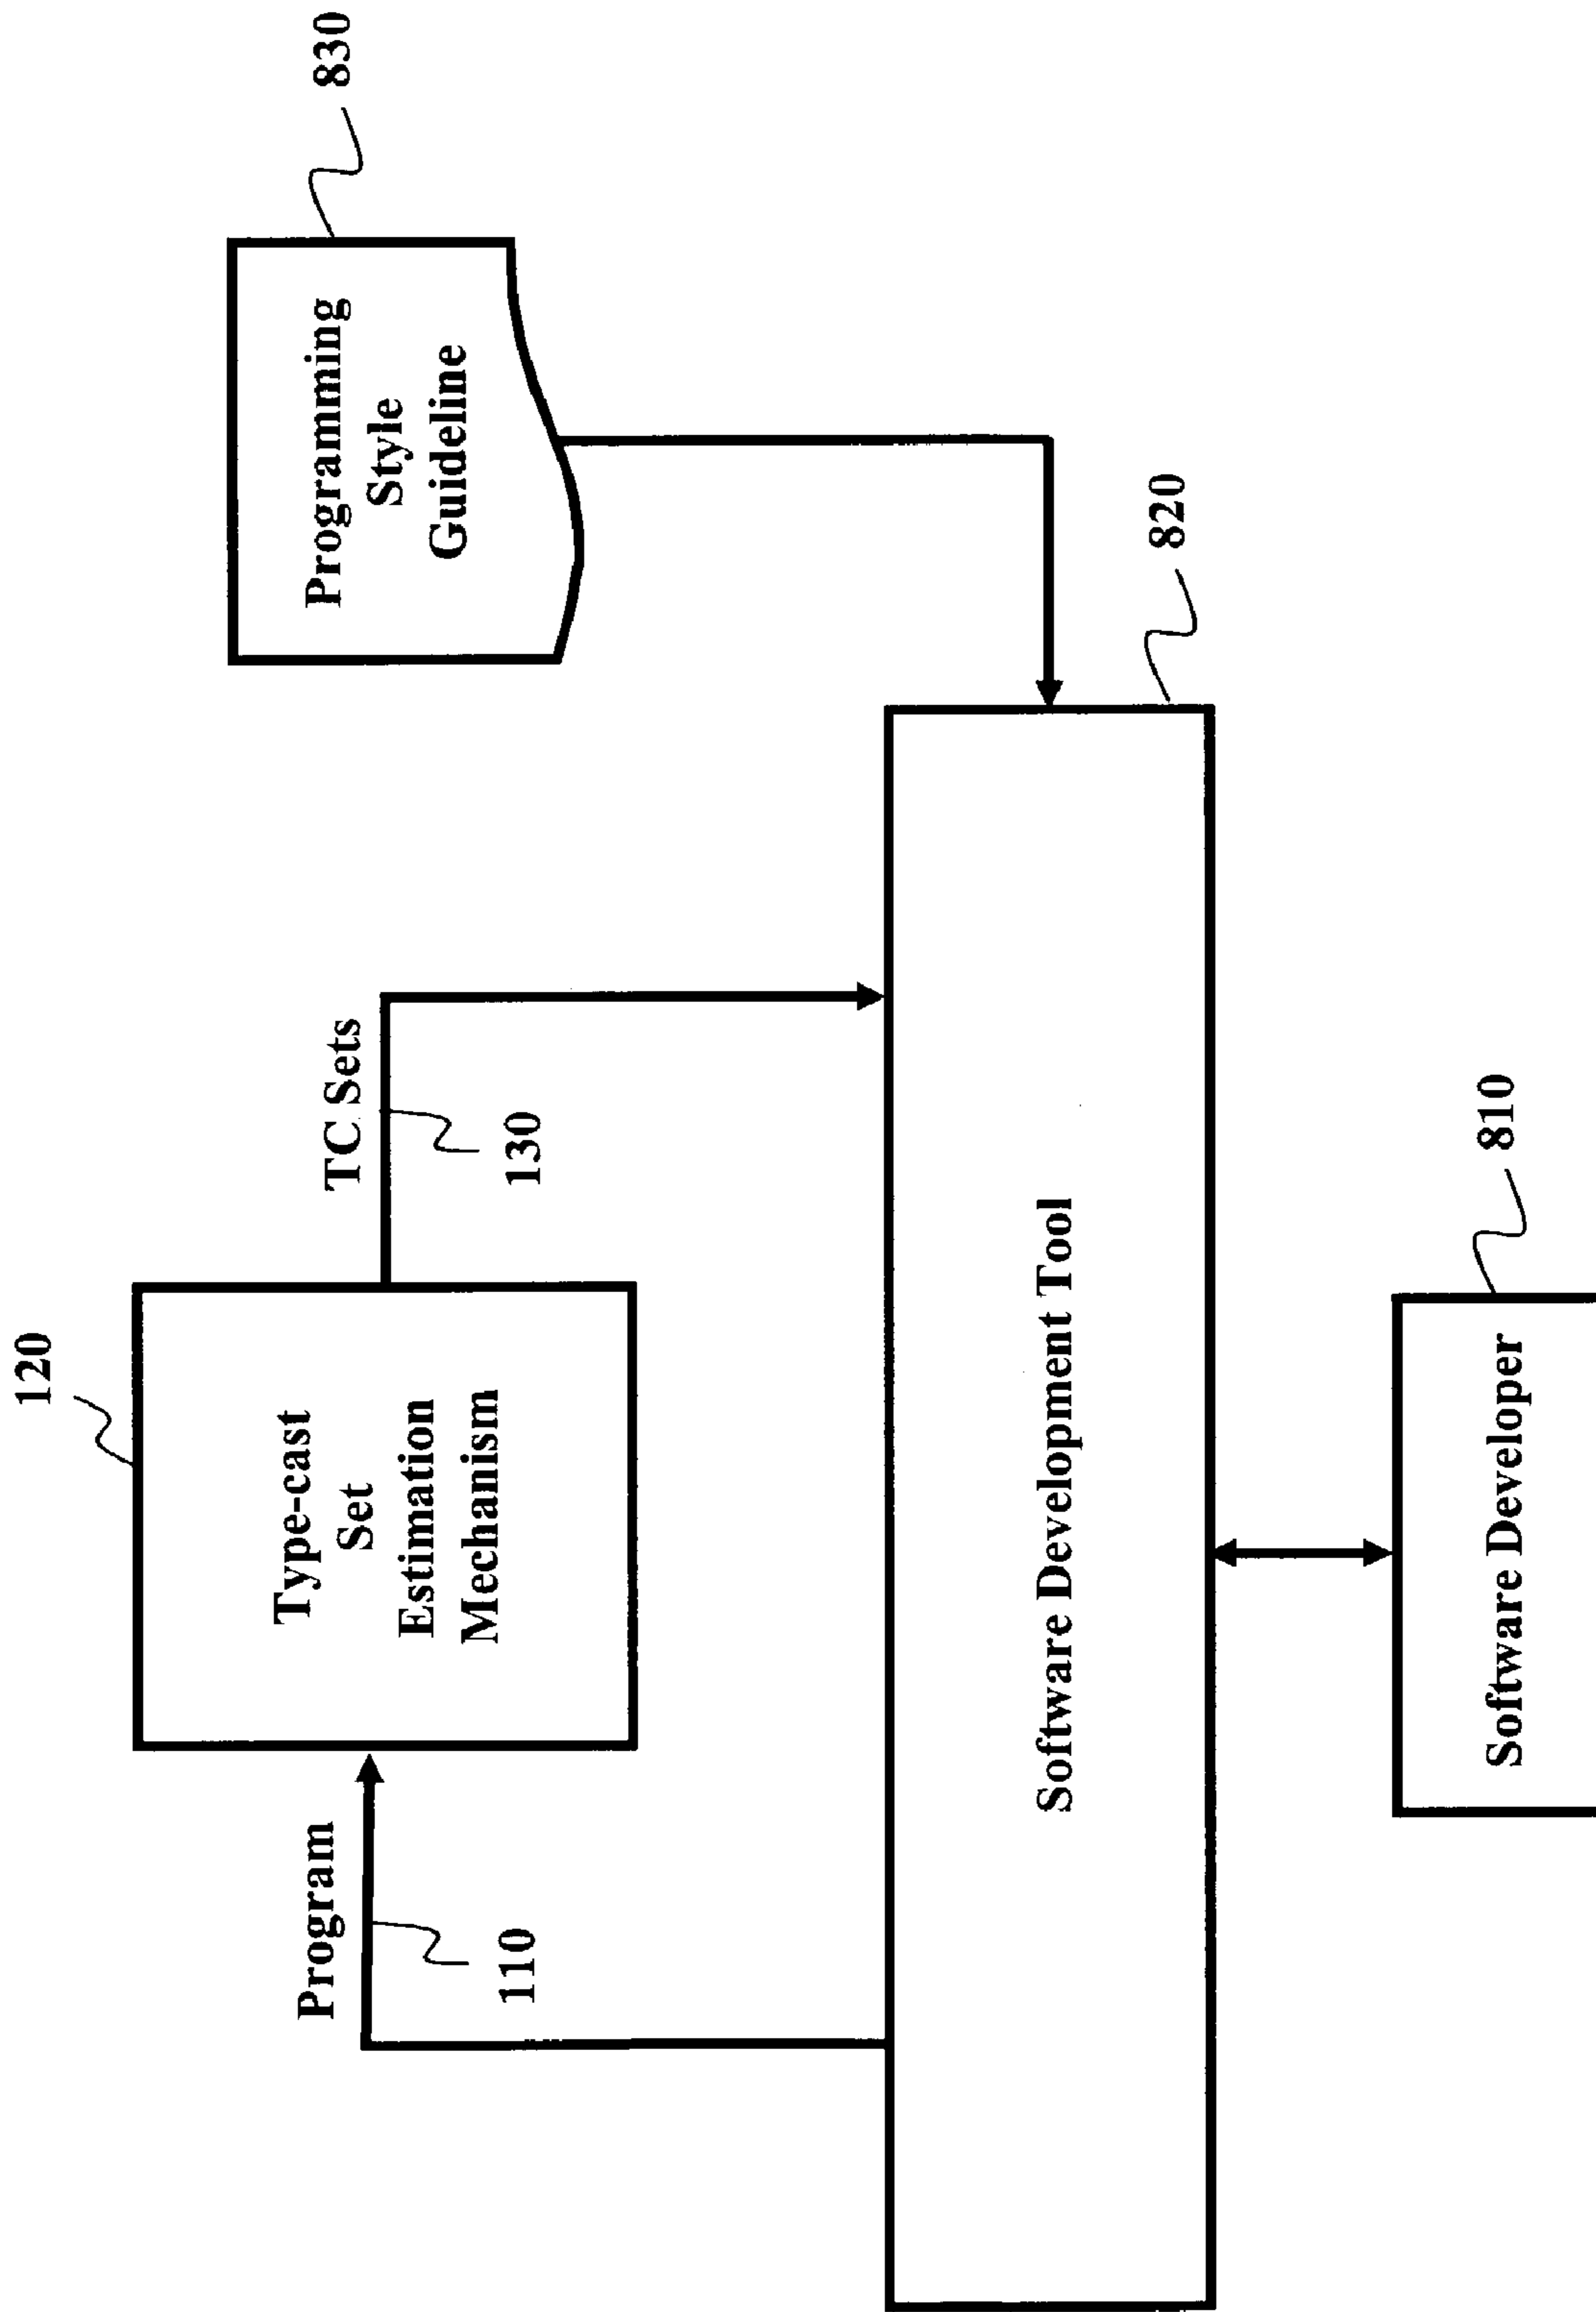 120
Type-cast
Set
Estimation
Mechanism
Program
110
TC Sets
130
Programming
Style
Guideline
830
Software Development Tool
820
Software Developer
810